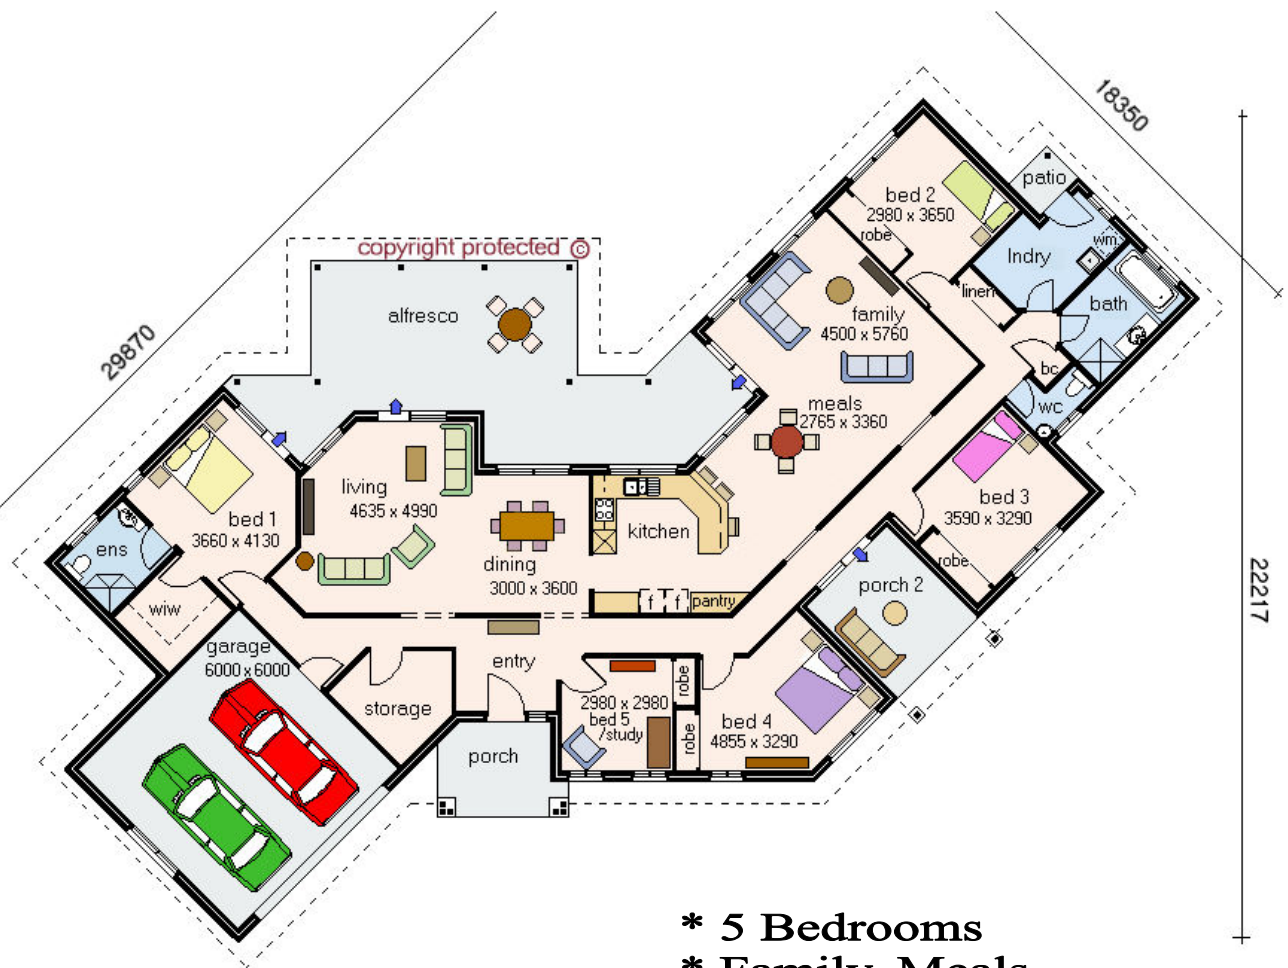 18350
patio
bed 2
2980 x 3650
robe
wm
lndry
copyright protected ©
linen
bath
alfresco
family
4500 x 5760
29870
bc
meals
2765 x 3360
wc
living
4635 x 4990
bed 3
3590 x 3290
bed 1
3660 x 4130
kitchen
ens
dining
3000 x 3600
robe
porch 2
22217
wiw
f f pantry
garage
6000 x 6000
entry
robe
2980 x 2980
bed 5
/study
storage
bed 4
4855 x 3290
robe
porch
* 5 Bedrooms
* Family, Meals